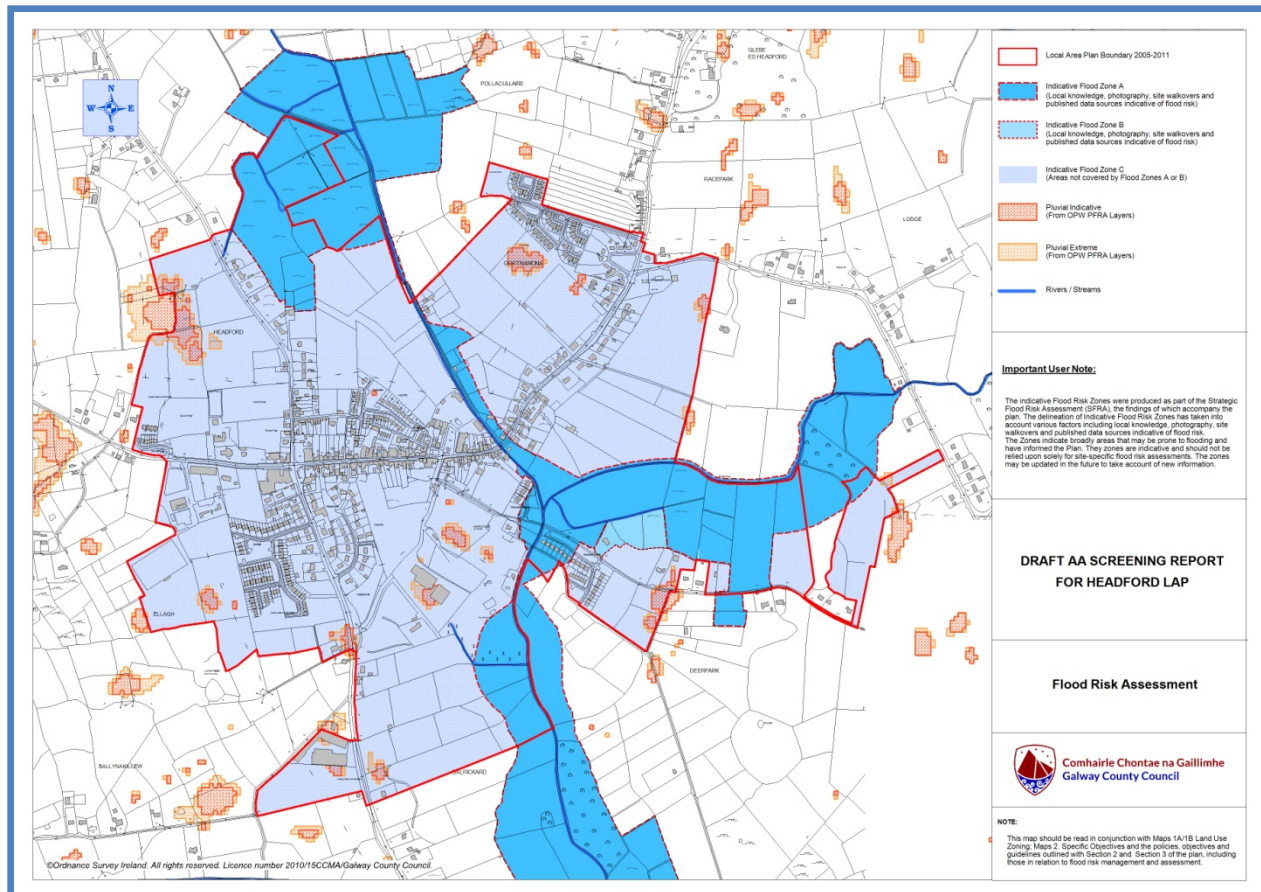 GLEBE
ED HEADFORD
POLLACULLAIRE
N
W E
S
RACEPARK
LODGE
GORTNAMONA
HEADFORD
ELLAGH
DEERPARK
BALLYNAKILLEW
©Ordnance Survey Ireland. All rights reserved. Licence number 2010/15CCMA/Galway County Council.
Local Area Plan Boundary 2005-2011
Indicative Flood Zone A
(Local knowledge, photography, site walkovers and
published data sources indicative of flood risk)
Indicative Flood Zone B
(Local knowledge, photography, site walkovers and
published data sources indicative of flood risk)
Indicative Flood Zone C
(Areas not covered by Flood Zones A or B)
Pluvial Indicative
(From OPW PFRA Layers)
Pluvial Extreme
(From OPW PFRA Layers)
Rivers / Streams
Important User Note:
The indicative Flood Risk Zones were produced as part of the Strategic
Flood Risk Assessment (SFRA), the findings of which accompany the
plan. The delineation of Indicative Flood Risk Zones has taken into
account various factors including local knowledge, photography, site
walkovers and published data sources indicative of flood risk.
The Zones indicate broadly areas that may be prone to flooding and
have informed the Plan. They zones are indicative and should not be
relied upon solely for site-specific flood risk assessments. The zones
may be updated in the future to take account of new information.
DRAFT AA SCREENING REPORT
FOR HEADFORD LAP
Flood Risk Assessment
Comhairle Chontae na Gaillimhe
Galway County Council
NOTE:
This map should be read in conjunction with Maps 1A/1B Land Use
Zoning; Maps 2. Specific Objectives and the policies, objectives and
guidelines outlined with Section 2 and Section 3 of the plan, including
those in relation to flood risk management and assessment.